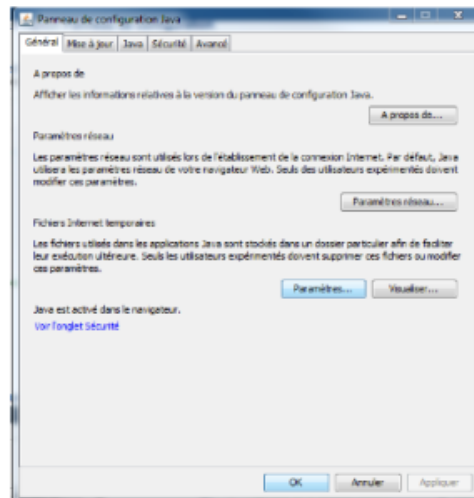 Panneau de configuration Java
Général Mise à jour Java Sécurité Avancé
A propos de
Afficher les informations relatives à la version du panneau de configuration Java.
A propos de...
Paramètres réseau
Les paramètres réseau sont utilisés lors de l'établissement de la connexion Internet. Par défaut, Java
utilisera les paramètres réseau de votre navigateur Web. Seuls des utilisateurs expérimentés doivent
modifier ces paramètres.
Paramètres réseau...
Fichiers Internet temporaires
Les fichiers utilisés dans les applications Java sont stockés dans un dossier particulier afin de faciliter
leur exécution ultérieure. Seuls les utilisateurs expérimentés doivent supprimer ces fichiers ou modifier
ces paramètres.
Paramètres... Visualiser...
Java est activé dans le navigateur.
Voir l'onglet Sécurité
OK Annuler Appliquer